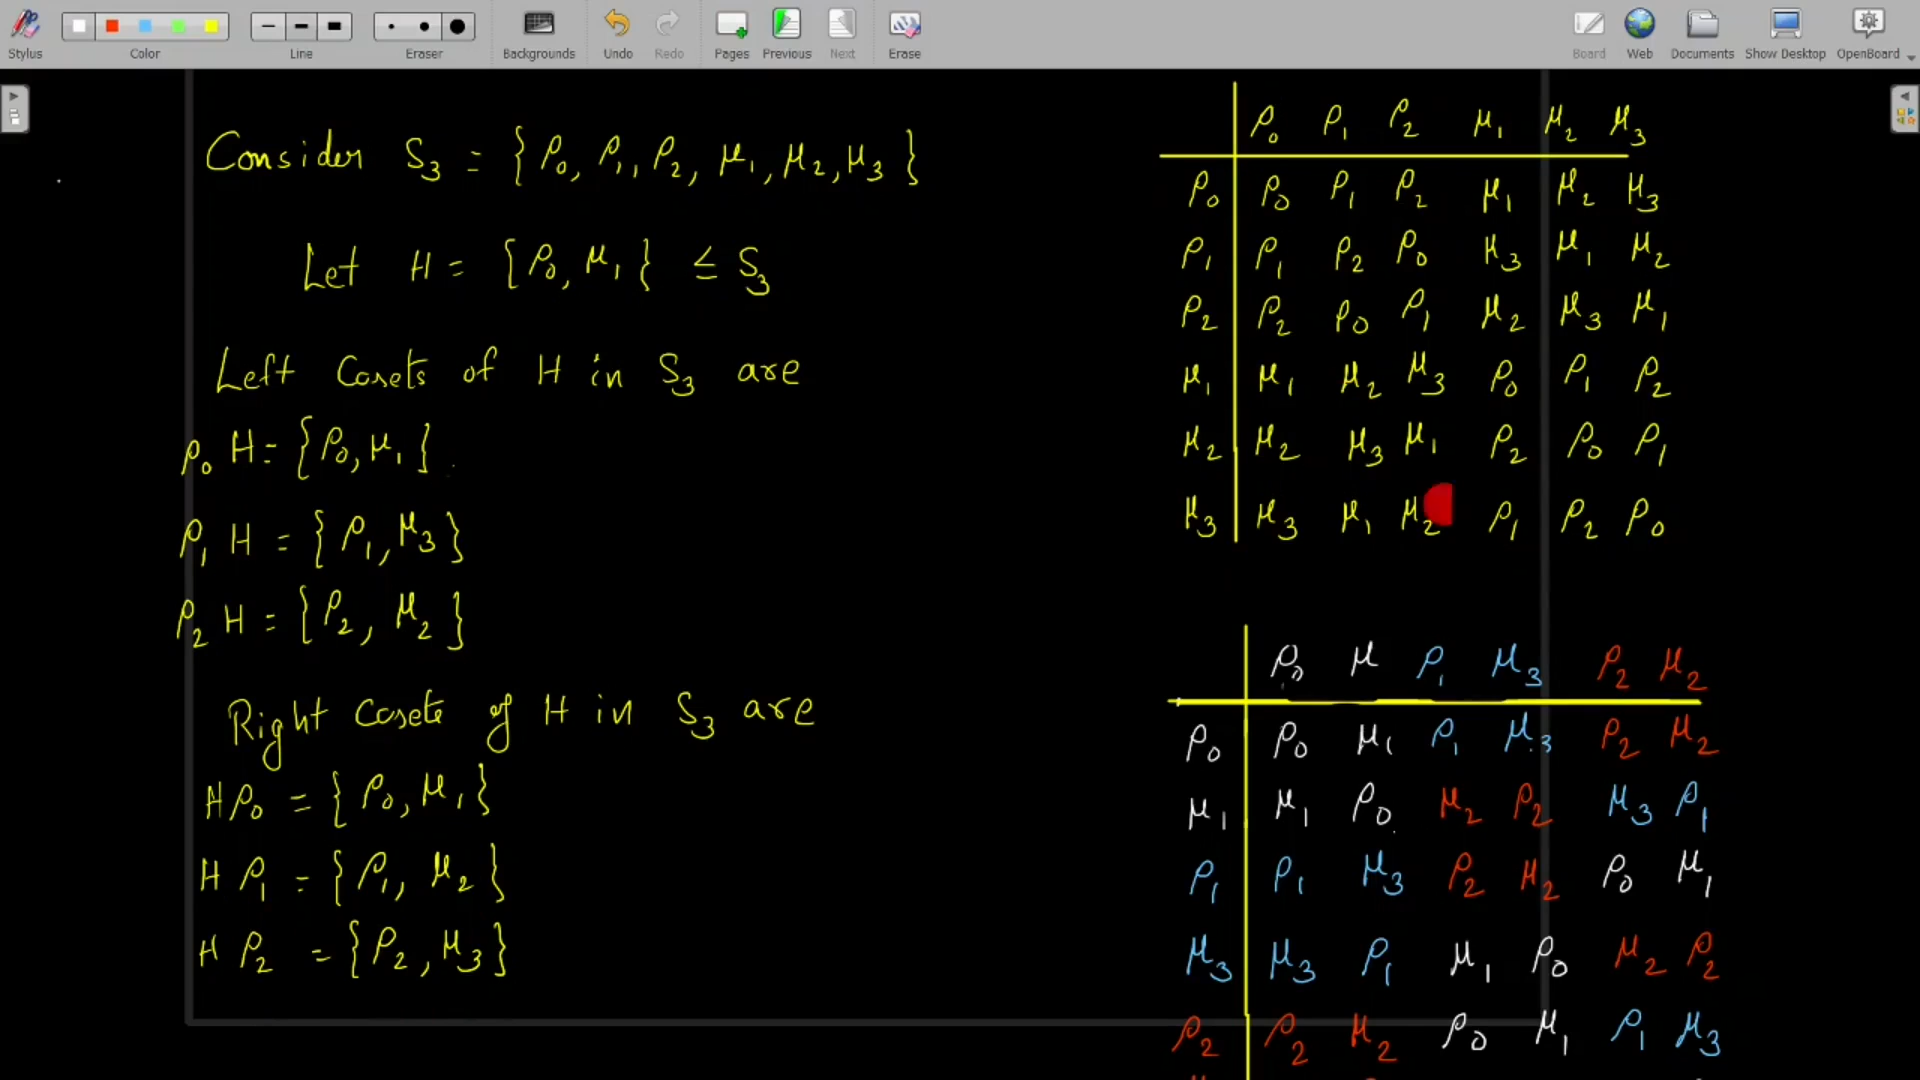 Stylus Color Line Eraser Backgrounds Undo Redo Pages Previous Next Erase Board Web Documents Show Desktop OpenBoard
Consider S₃ = { ρ₀, ρ₁, ρ₂, μ₁, μ₂, μ₃ }
Let H = {ρ₀, μ₁} ≤ S₃
Left Cosets of H in S₃ are
ρ₀ H = {ρ₀, μ₁}
ρ₁ H = {ρ₁, μ₃}
ρ₂ H = {ρ₂, μ₂}
Right Cosets of H in S₃ are
Hρ₀ = {ρ₀, μ₁}
Hρ₁ = {ρ₁, μ₂}
Hρ₂ = {ρ₂, μ₃}
ρ₀ ρ₁ ρ₂ μ₁ μ₂ μ₃
ρ₀ ρ₀ ρ₁ ρ₂ μ₁ μ₂ μ₃
ρ₁ ρ₁ ρ₂ ρ₀ μ₃ μ₁ μ₂
ρ₂ ρ₂ ρ₀ ρ₁ μ₂ μ₃ μ₁
μ₁ μ₁ μ₂ μ₃ ρ₀ ρ₁ ρ₂
μ₂ μ₂ μ₃ μ₁ ρ₂ ρ₀ ρ₁
μ₃ μ₃ μ₁ μ₂ ρ₁ ρ₂ ρ₀
ρ₀ μ ρ₁ μ₃ ρ₂ μ₂
ρ₀ ρ₀ μ₁ ρ₁ μ₃ ρ₂ μ₂
μ₁ μ₁ ρ₀ μ₂ ρ₂ μ₃ ρ₁
ρ₁ ρ₁ μ₃ ρ₂ μ₂ ρ₀ μ₁
μ₃ μ₃ ρ₁ μ₁ ρ₀ μ₂ ρ₂
ρ₂ ρ₂ μ₂ ρ₀ μ₁ ρ₁ μ₃